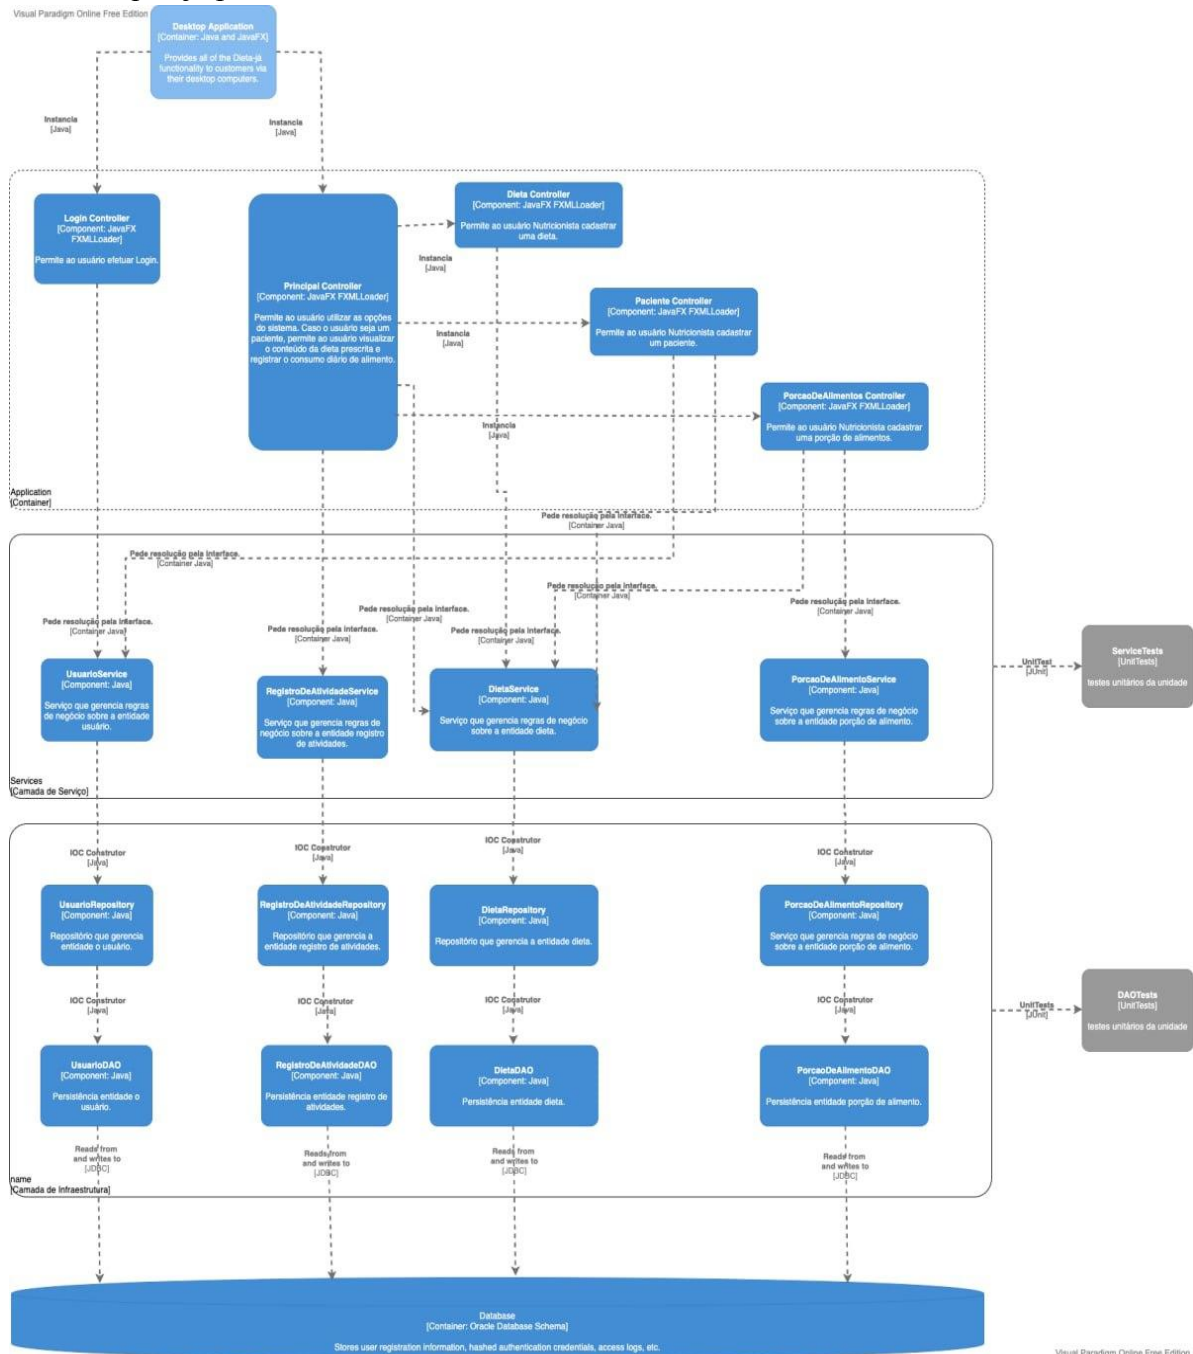 Visual Paradigm Online Free Edition
Desktop Application
[Container: Java and JavaFX]
Provides all of the Dieta-já
functionality to customers via
their desktop computers.
Instancia
[Java]
Instancia
[Java]
Login Controller
[Component: JavaFX
FXMLLoader]
Permite ao usuário efetuar Login.
Principal Controller
[Component: JavaFX FXMLLoader]
Permite ao usuário utilizar as opções
do sistema. Caso o usuário seja um
paciente, permite ao usuário visualizar
o conteúdo da dieta prescrita e
registrar o consumo diário de alimento.
Dieta Controller
[Component: JavaFX FXMLLoader]
Permite ao usuário Nutricionista cadastrar
uma dieta.
Instancia
[Java]
Paciente Controller
[Component: JavaFX FXMLLoader]
Permite ao usuário Nutricionista cadastrar
um paciente.
Instancia
[Java]
PorcaoDeAlimentos Controller
[Component: JavaFX FXMLLoader]
Permite ao usuário Nutricionista cadastrar
uma porção de alimentos.
Instancia
[Java]
Application
[Container]
Pede resolução pela interface.
[Container Java]
Pede resolução pela interface.
[Container Java]
Pede resolução pela interface.
[Container Java]
Pede resolução pela interface.
[Container Java]
Pede resolução pela interface.
[Container Java]
Pede resolução pela interface.
[Container Java]
Pede resolução pela interface.
[Container Java]
Pede resolução pela interface.
[Container Java]
UsuarioService
[Component: Java]
Serviço que gerencia regras
de negócio sobre a entidade
usuário.
RegistroDeAtividadeService
[Component: Java]
Serviço que gerencia regras de
negócio sobre a entidade registro
de atividades.
DietaService
[Component: Java]
Serviço que gerencia regras de negócio
sobre a entidade dieta.
PorcaoDeAlimentoService
[Component: Java]
Serviço que gerencia regras de negócio
sobre a entidade porção de alimento.
UnitTest
[JUnit]
ServiceTests
[UnitTests]
testes unitários da unidade
Services
[Camada de Serviço]
IOC Construtor
[Java]
IOC Construtor
[Java]
IOC Construtor
[Java]
IOC Construtor
[Java]
UsuarioRepository
[Component: Java]
Repositório que gerencia
entidade o usuário.
RegistroDeAtividadeRepository
[Component: Java]
Repositório que gerencia a
entidade registro de atividades.
DietaRepository
[Component: Java]
Repositório que gerencia a entidade dieta.
PorcaoDeAlimentoRepository
[Component: Java]
Serviço que gerencia regras de negócio
sobre a entidade porção de alimento.
IOC Construtor
[Java]
IOC Construtor
[Java]
IOC Construtor
[Java]
IOC Construtor
[Java]
UnitTests
[JUnit]
DAOTests
[UnitTests]
testes unitários da unidade
UsuarioDAO
[Component: Java]
Persistência entidade o
usuário.
RegistroDeAtividadeDAO
[Component: Java]
Persistência entidade registro de
atividades.
DietaDAO
[Component: Java]
Persistência entidade dieta.
PorcaoDeAlimentoDAO
[Component: Java]
Persistência entidade porção de alimento.
Reads from
and writes to
[JDBC]
Reads from
and writes to
[JDBC]
Reads from
and writes to
[JDBC]
Reads from
and writes to
[JDBC]
name
[Camada de Infraestrutura]
Database
[Container: Oracle Database Schema]
Stores user registration information, hashed authentication credentials, access logs, etc.
Visual Paradigm Online Free Edition